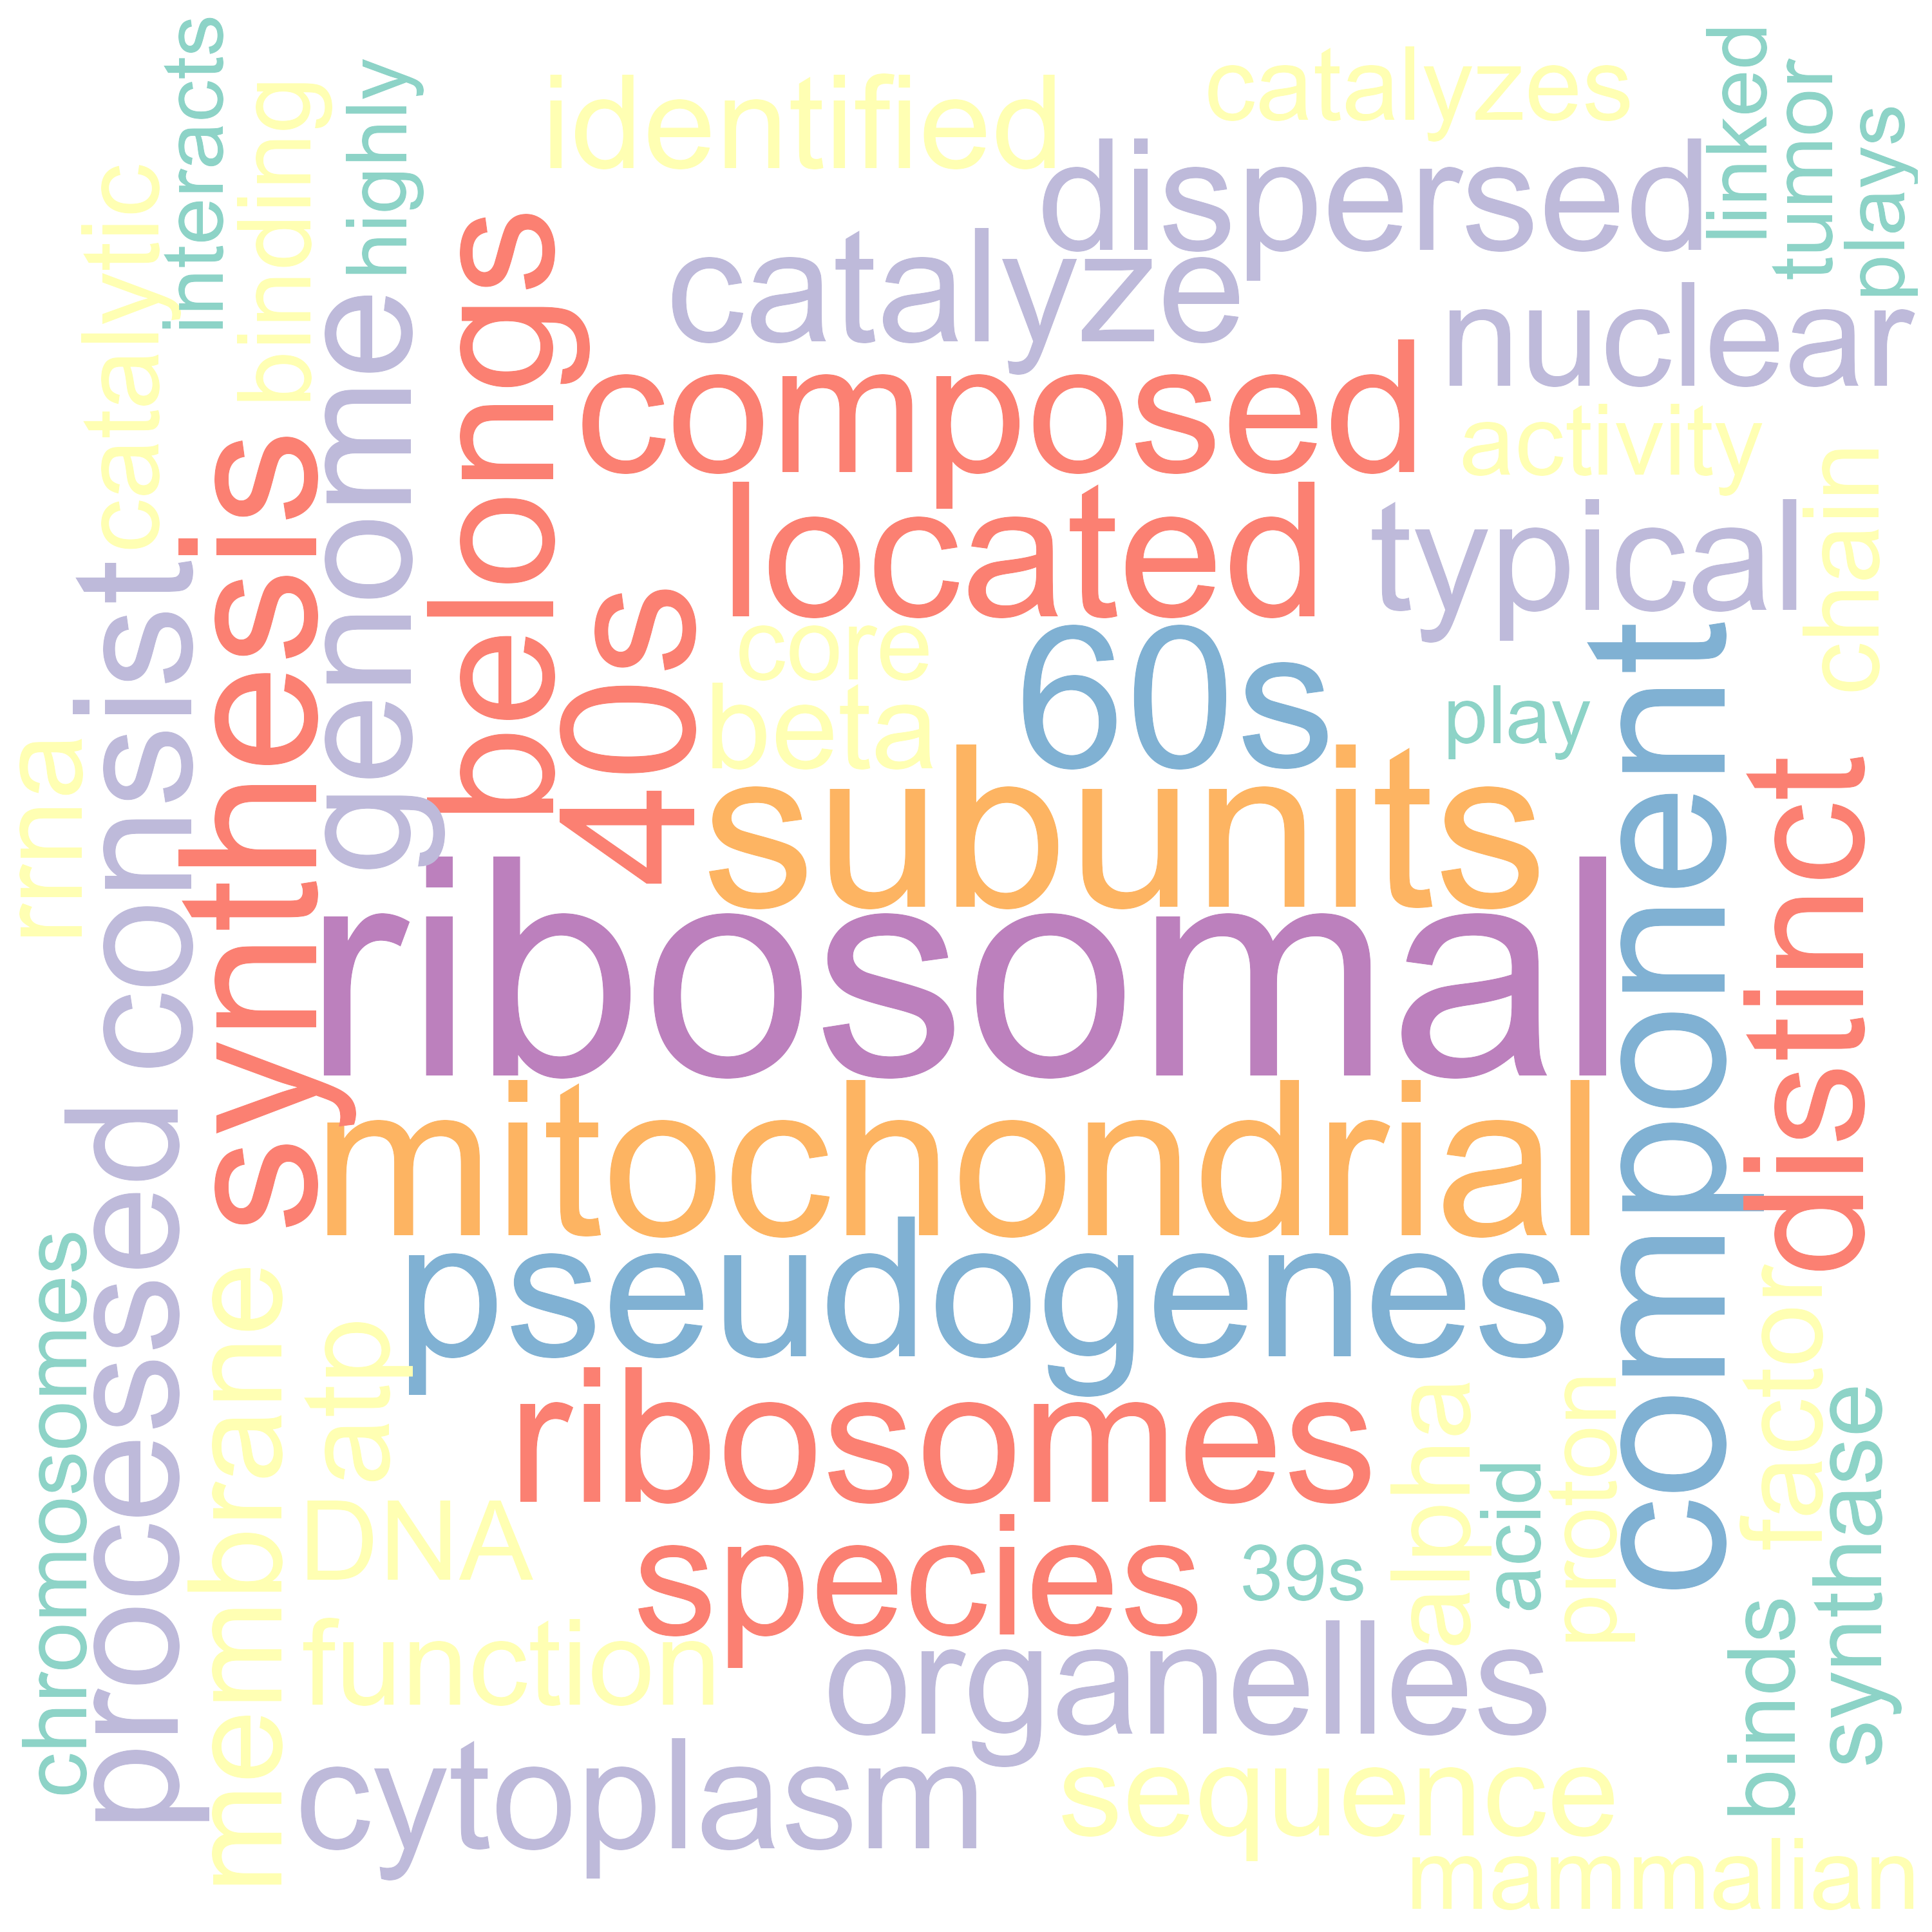 interacts
catalytic
binding
highly
identified
catalyzes
linked
tumor
plays
dispersed
catalyze
nuclear
belongs
genome
synthesis
composed
activity
located
typical
chain
consist
40s
core
60s
beta
play
component
distinct
rrna
subunits
ribosomal
mitochondrial
processed
chromosomes
pseudogenes
membrane
atp
ribosomes
alpha
acid
proton
factor
synthase
DNA
species
39s
function
organelles
binds
cytoplasm
sequence
mammalian